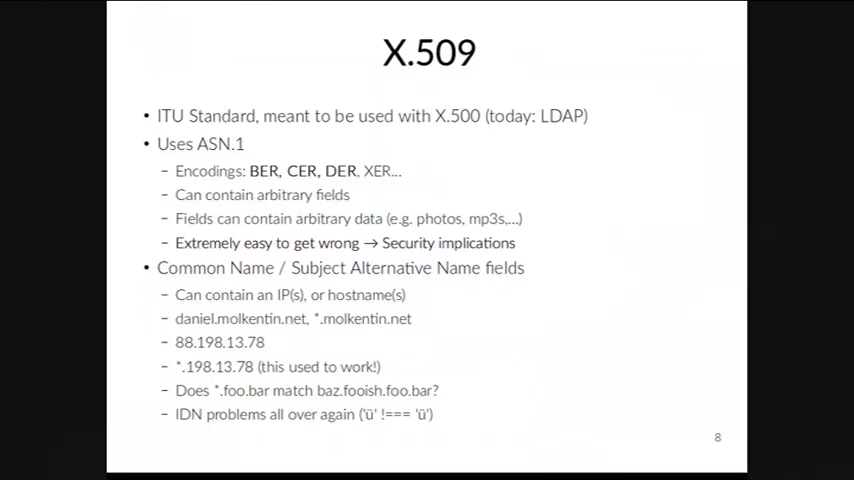 X.509
• ITU Standard, meant to be used with X.500 (today: LDAP)
• Uses ASN.1
– Encodings: BER, CER, DER, XER...
– Can contain arbitrary fields
– Fields can contain arbitrary data (e.g. photos, mp3s,...)
– Extremely easy to get wrong → Security implications
• Common Name / Subject Alternative Name fields
– Can contain an IP(s), or hostname(s)
– daniel.molkentin.net, *.molkentin.net
– 88.198.13.78
– *.198.13.78 (this used to work!)
– Does *.foo.bar match baz.fooish.foo.bar?
– IDN problems all over again ('ü' !=== 'ü')
8